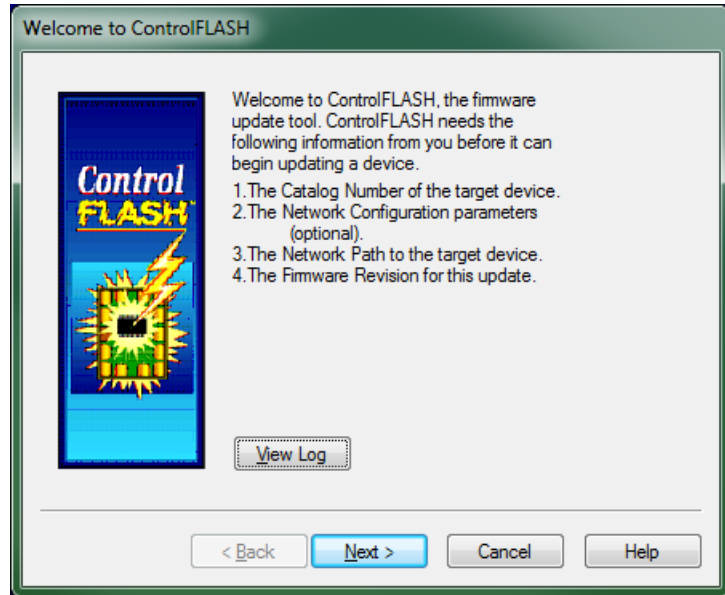 Welcome to ControlFLASH
Control
FLASH™
Welcome to ControlFLASH, the firmware
update tool. ControlFLASH needs the
following information from you before it can
begin updating a device.
1.The Catalog Number of the target device.
2.The Network Configuration parameters
(optional).
3.The Network Path to the target device.
4.The Firmware Revision for this update.
View Log
< Back
Next >
Cancel
Help